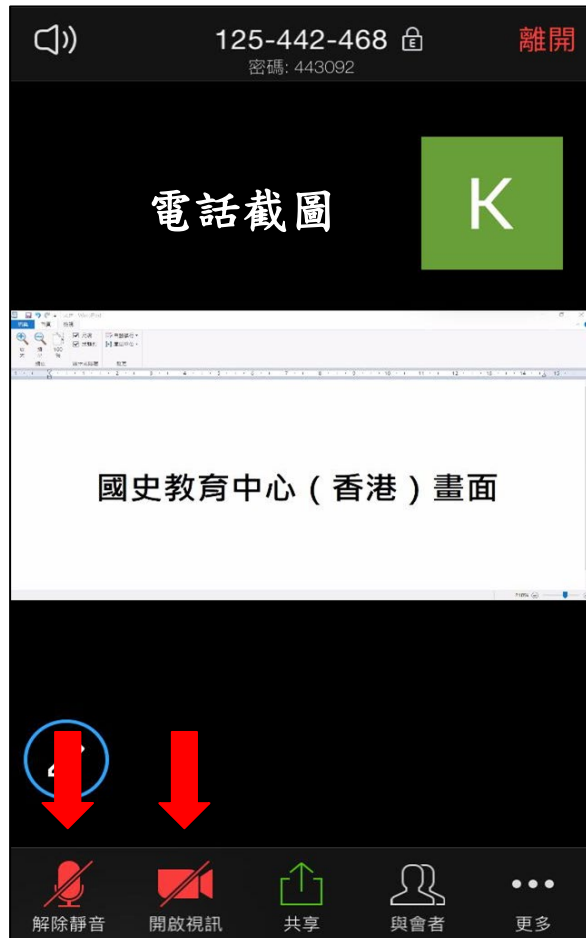 125-442-468
離開
密碼: 443092
電話截圖
K
國史教育中心（香港）畫面
解除靜音
開啟視訊
共享
與會者
更多